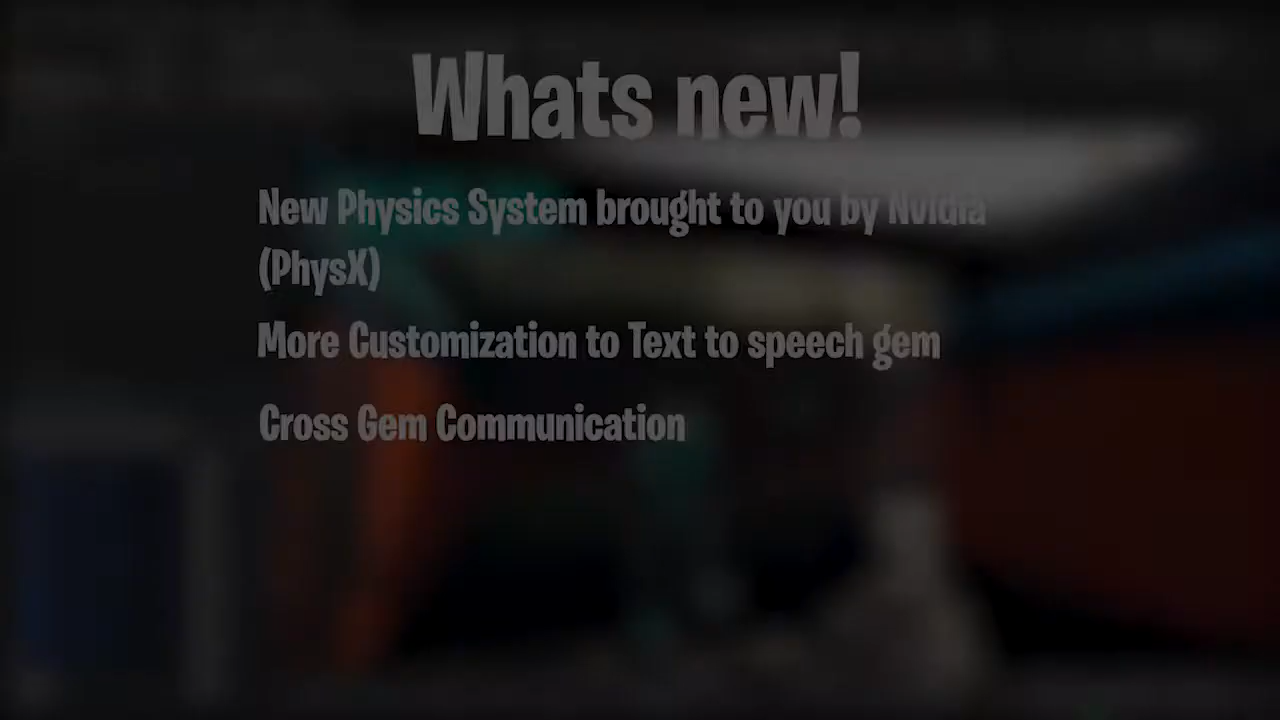 Whats new!
New Physics System brought to you by Nvidia
(PhysX)
More Customization to Text to speech gem
Cross Gem Communication